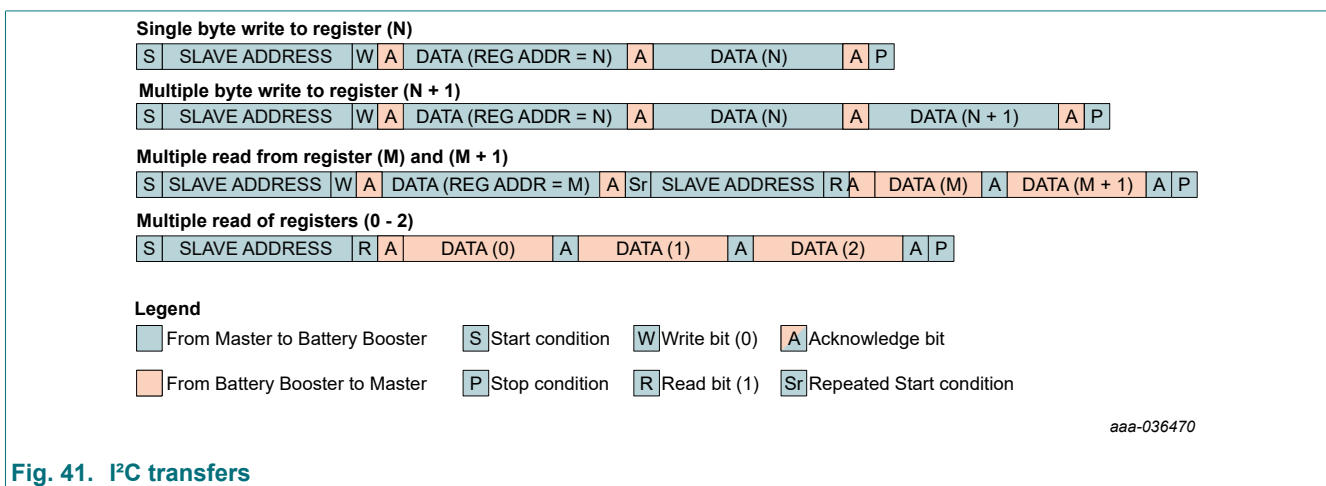 Single byte write to register (N)
S SLAVE ADDRESS W A DATA (REG ADDR = N) A DATA (N) A P
Multiple byte write to register (N + 1)
S SLAVE ADDRESS W A DATA (REG ADDR = N) A DATA (N) A DATA (N + 1) A P
Multiple read from register (M) and (M + 1)
S SLAVE ADDRESS W A DATA (REG ADDR = M) A Sr SLAVE ADDRESS R A DATA (M) A DATA (M + 1) A P
Multiple read of registers (0 - 2)
S SLAVE ADDRESS R A DATA (0) A DATA (1) A DATA (2) A P
Legend
From Master to Battery Booster S Start condition W Write bit (0) A Acknowledge bit
From Battery Booster to Master P Stop condition R Read bit (1) Sr Repeated Start condition
aaa-036470
Fig. 41. I²C transfers